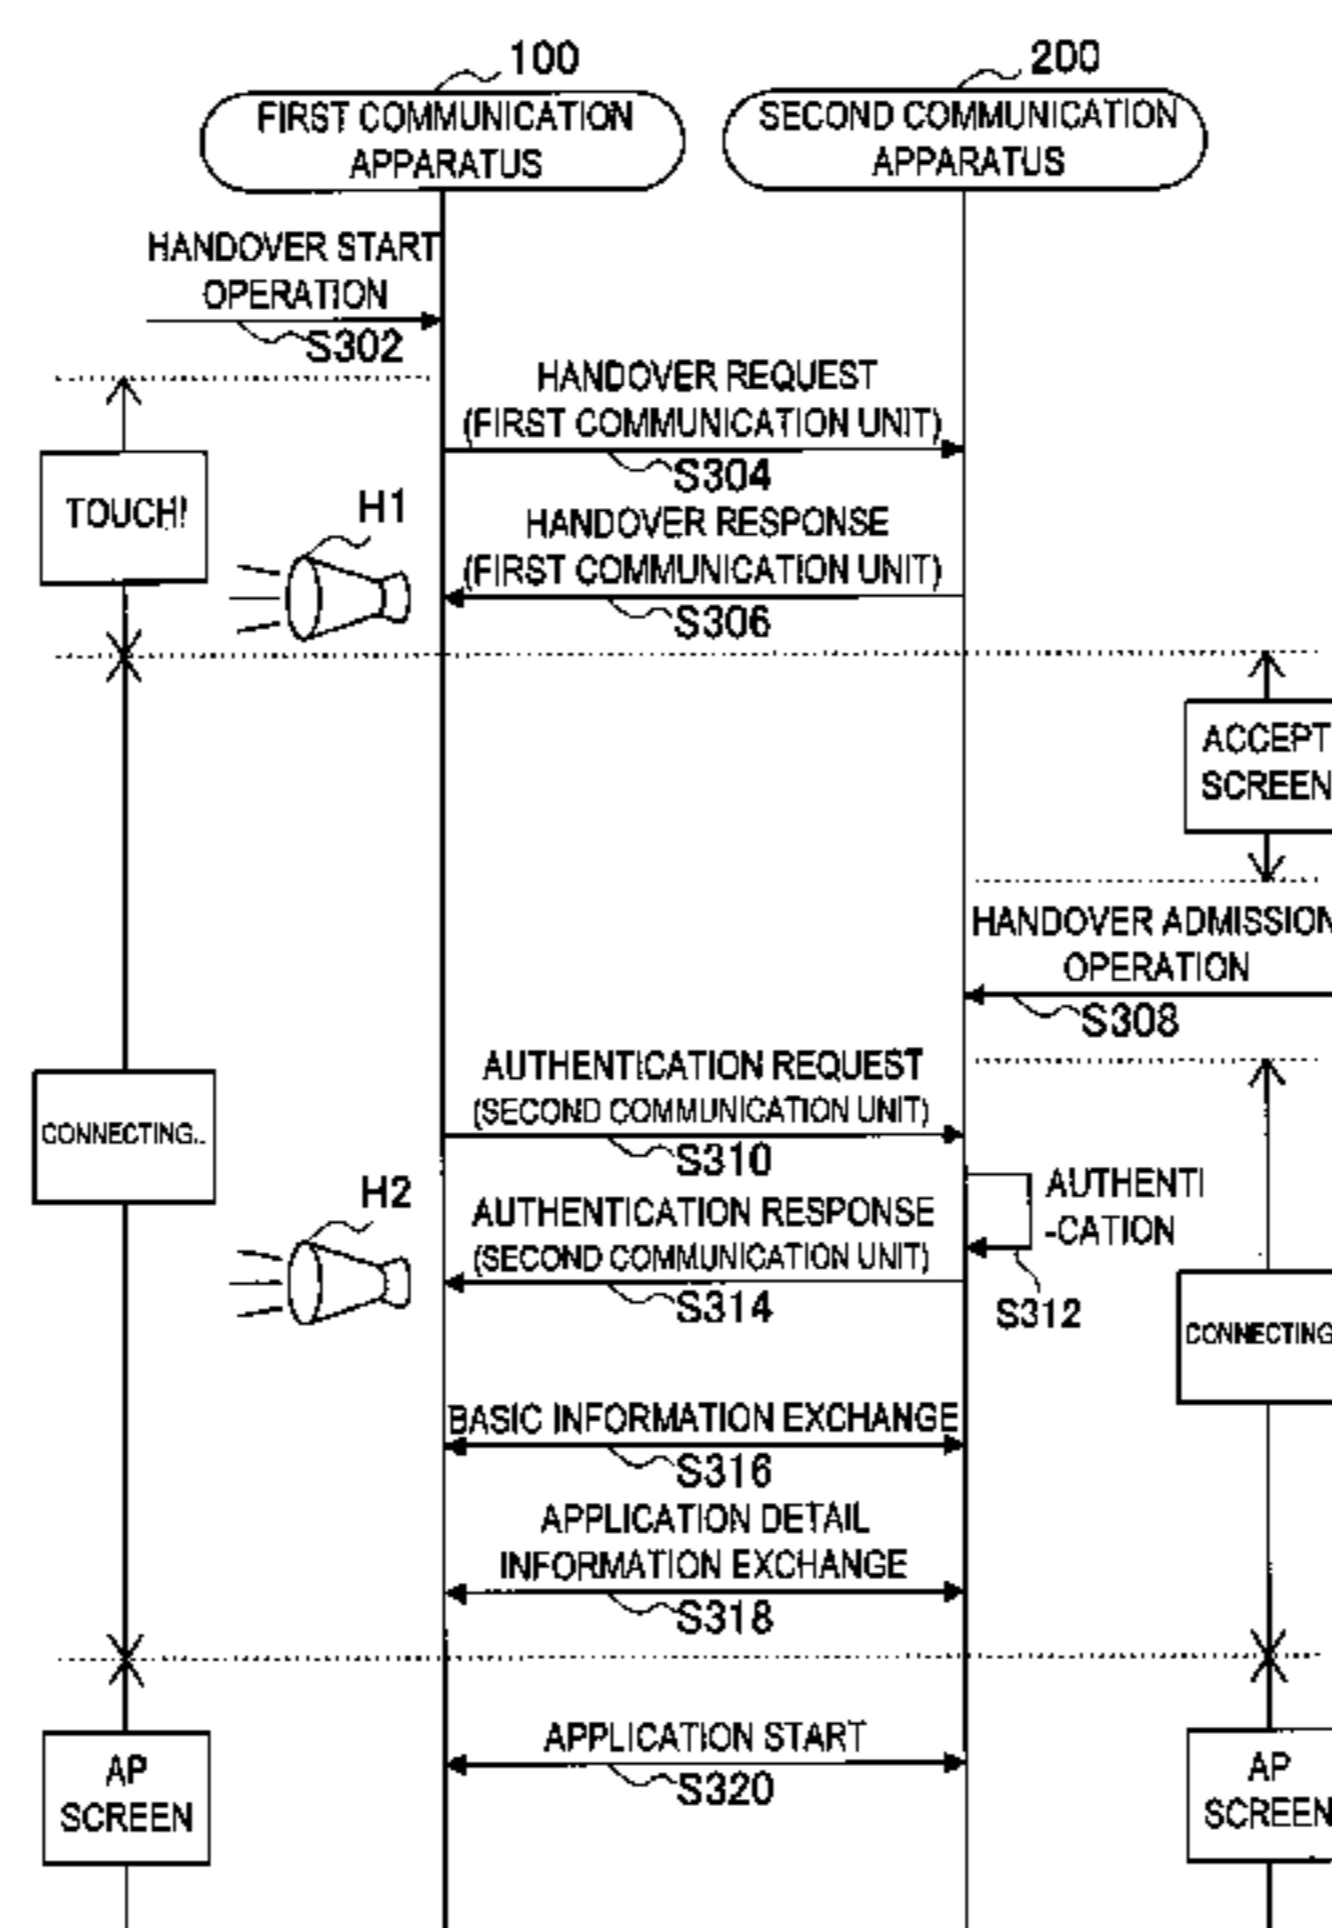 100
FIRST COMMUNICATION
APPARATUS
200
SECOND COMMUNICATION
APPARATUS
HANDOVER START
OPERATION
S302
HANDOVER REQUEST
(FIRST COMMUNICATION UNIT)
S304
TOUCH!
H1
HANDOVER RESPONSE
(FIRST COMMUNICATION UNIT)
S306
ACCEPT
SCREEN
HANDOVER ADMISSION
OPERATION
S308
AUTHENTICATION REQUEST
(SECOND COMMUNICATION UNIT)
S310
CONNECTING..
AUTHENTI
-CATION
S312
H2
AUTHENTICATION RESPONSE
(SECOND COMMUNICATION UNIT)
S314
CONNECTING
BASIC INFORMATION EXCHANGE
S316
APPLICATION DETAIL
INFORMATION EXCHANGE
S318
APPLICATION START
S320
AP
SCREEN
AP
SCREEN